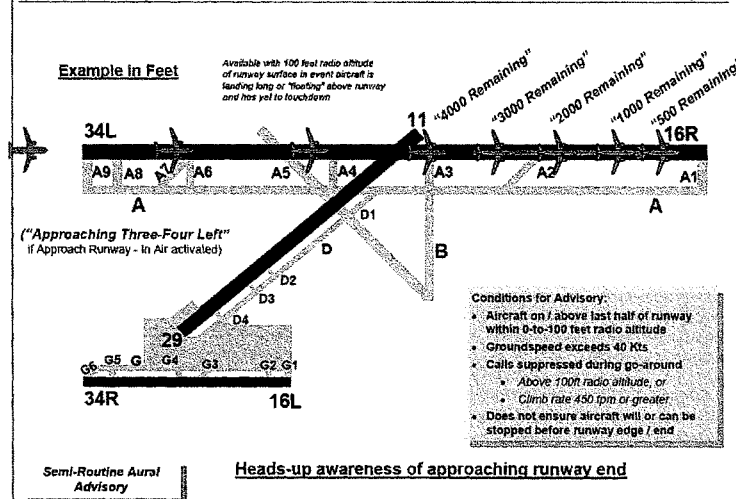 Example in Feet
Available with 100 feet radio altitude
of runway surface in event aircraft is
landing long or "floating" above runway
and has yet to touchdown
"4000 Remaining"
"3000 Remaining"
"2000 Remaining"
"1000 Remaining"
"500 Remaining"
34L
11
16R
A9
A8
A7
A6
A5
A4
A3
A2
A1
A
A
("Approaching Three-Four Left"
if Approach Runway - In Air activated)
D1
D
B
D2
D3
D4
29
G6
G5
G
G4
G3
G2
G1
34R
16L
Conditions for Advisory:
• Aircraft on / above last half of runway
within 0-to-100 feet radio altitude
• Groundspeed exceeds 40 Kts
• Calls suppressed during go-around
• Above 100ft radio altitude, or
• Climb rate 450 fpm or greater
• Does not ensure aircraft will or can be
stopped before runway edge / end
Semi-Routine Aural
Advisory
Heads-up awareness of approaching runway end